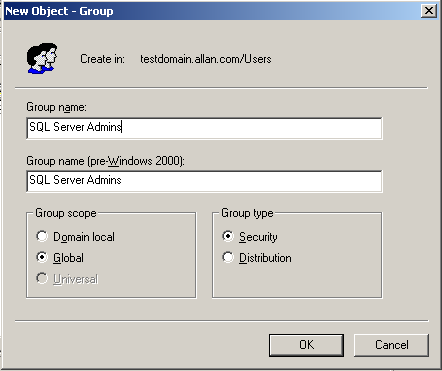 New Object - Group
Create in: testdomain.allan.com/Users
Group name:
SQL Server Admins
Group name (pre-Windows 2000):
SQL Server Admins
Group scope
Domain local
Global
Universal
Group type
Security
Distribution
OK Cancel